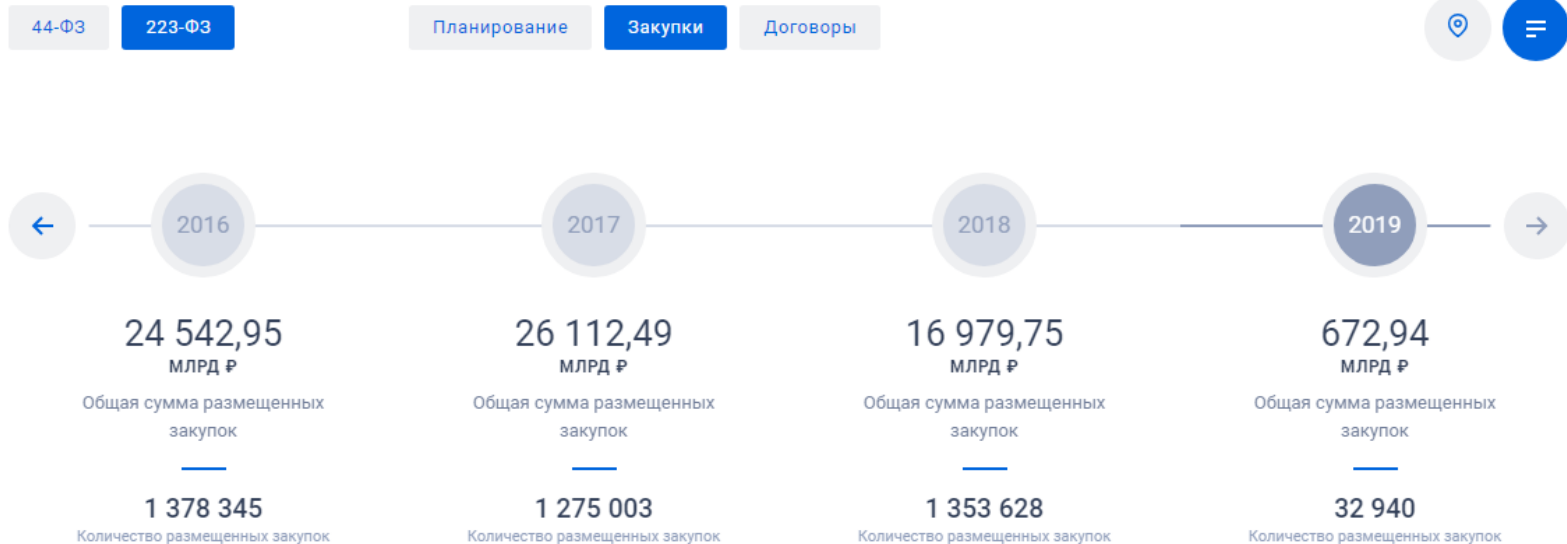 44-ФЗ 223-ФЗ Планирование Закупки Договоры
2016 2017 2018 2019
24 542,95 26 112,49 16 979,75 672,94
МЛРД ₽ МЛРД ₽ МЛРД ₽ МЛРД ₽
Общая сумма размещенных Общая сумма размещенных Общая сумма размещенных Общая сумма размещенных
закупок закупок закупок закупок
1 378 345 1 275 003 1 353 628 32 940
Количество размещенных закупок Количество размещенных закупок Количество размещенных закупок Количество размещенных закупок